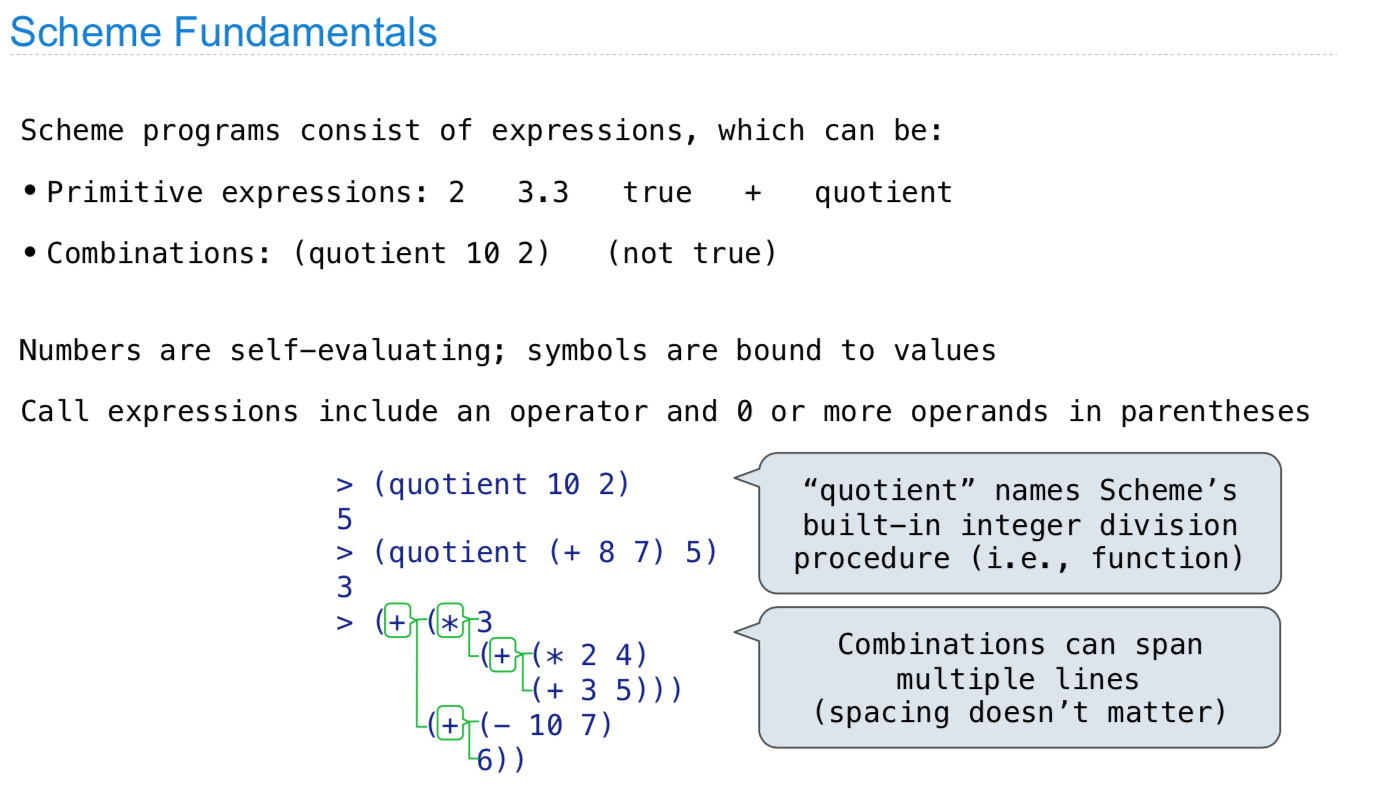 Scheme Fundamentals
Scheme programs consist of expressions, which can be:
• Primitive expressions: 2 3.3 true + quotient
• Combinations: (quotient 10 2) (not true)
Numbers are self-evaluating; symbols are bound to values
Call expressions include an operator and 0 or more operands in parentheses
> (quotient 10 2)
5
> (quotient (+ 8 7) 5)
3
> (+ (* 3
(+ (* 2 4)
(+ 3 5)))
(+ (- 10 7)
6))
“quotient” names Scheme’s
built-in integer division
procedure (i.e., function)
Combinations can span
multiple lines
(spacing doesn’t matter)